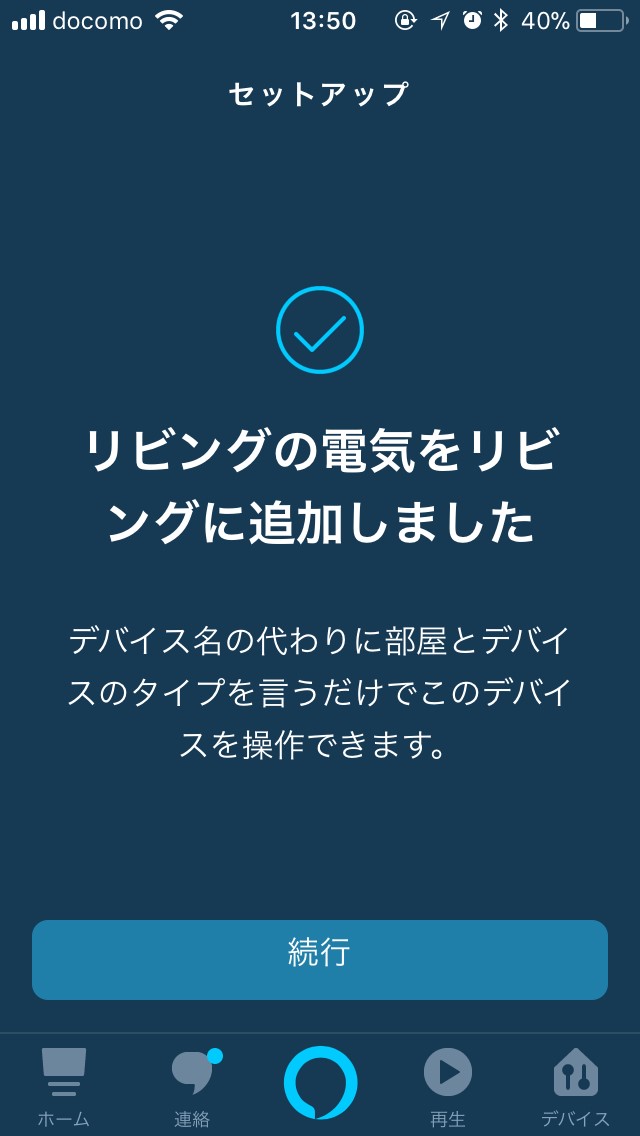 docomo 13:50 40%
セットアップ
リビングの電気をリビ
ングに追加しました
デバイス名の代わりに部屋とデバイ
スのタイプを言うだけでこのデバイ
スを操作できます。
続行
ホーム 連絡 再生 デバイス